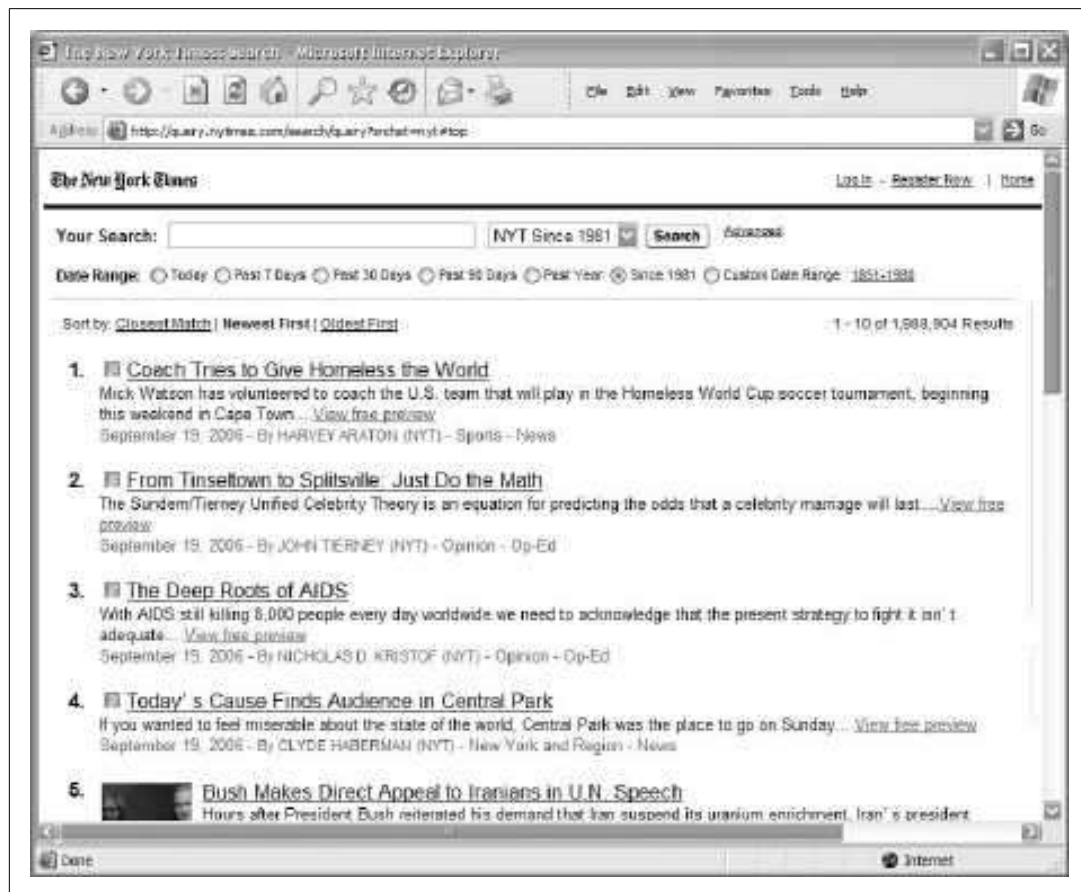 The New York Times Search - Microsoft Internet Explorer
File Edit View Favorites Tools Help
Address http://query.nytimes.com/search/query?srchst=nyt#top Go
The New York Times Log In - Register Now | Home
Your Search: NYT Since 1981 Search Advanced
Date Range: Today Past 7 Days Past 30 Days Past 90 Days Past Year Since 1981 Custom Date Range 1851-1980
Sort by: Closest Match | Newest First | Oldest First 1 - 10 of 1,988,904 Results
1. Coach Tries to Give Homeless the World
Mick Watson has volunteered to coach the U.S. team that will play in the Homeless World Cup soccer tournament, beginning
this weekend in Cape Town... View free preview
September 19, 2006 - By HARVEY ARATON (NYT) - Sports - News
2. From Tinseltown to Splitsville: Just Do the Math
The Sundem/Tierney Unified Celebrity Theory is an equation for predicting the odds that a celebrity marriage will last.... View free
preview
September 19, 2006 - By JOHN TIERNEY (NYT) - Opinion - Op-Ed
3. The Deep Roots of AIDS
With AIDS still killing 8,000 people every day worldwide we need to acknowledge that the present strategy to fight it isn' t
adequate... View free preview
September 19, 2006 - By NICHOLAS D. KRISTOF (NYT) - Opinion - Op-Ed
4. Today' s Cause Finds Audience in Central Park
If you wanted to feel miserable about the state of the world, Central Park was the place to go on Sunday... View free preview
September 19, 2006 - By CLYDE HABERMAN (NYT) - New York and Region - News
5. Bush Makes Direct Appeal to Iranians in U.N. Speech
Hours after President Bush reiterated his demand that Iran suspend its uranium enrichment, Iran' s president
Done Internet